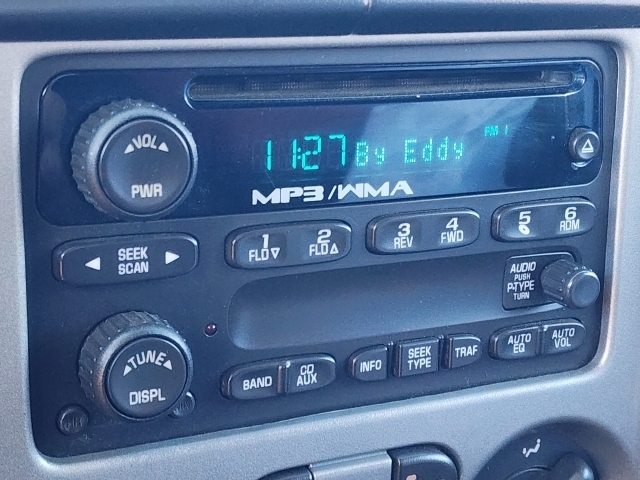 VOL
PWR
11:27 By Eddy
FM 1
MP3/WMA
SEEK
SCAN
1
FLD
2
FLD
3
REV
4
FWD
5
6
RDM
AUDIO
PUSH
P-TYPE
TURN
TUNE
DISPL
BAND
CD
AUX
INFO
SEEK
TYPE
TRAF
AUTO
EQ
AUTO
VOL
HR